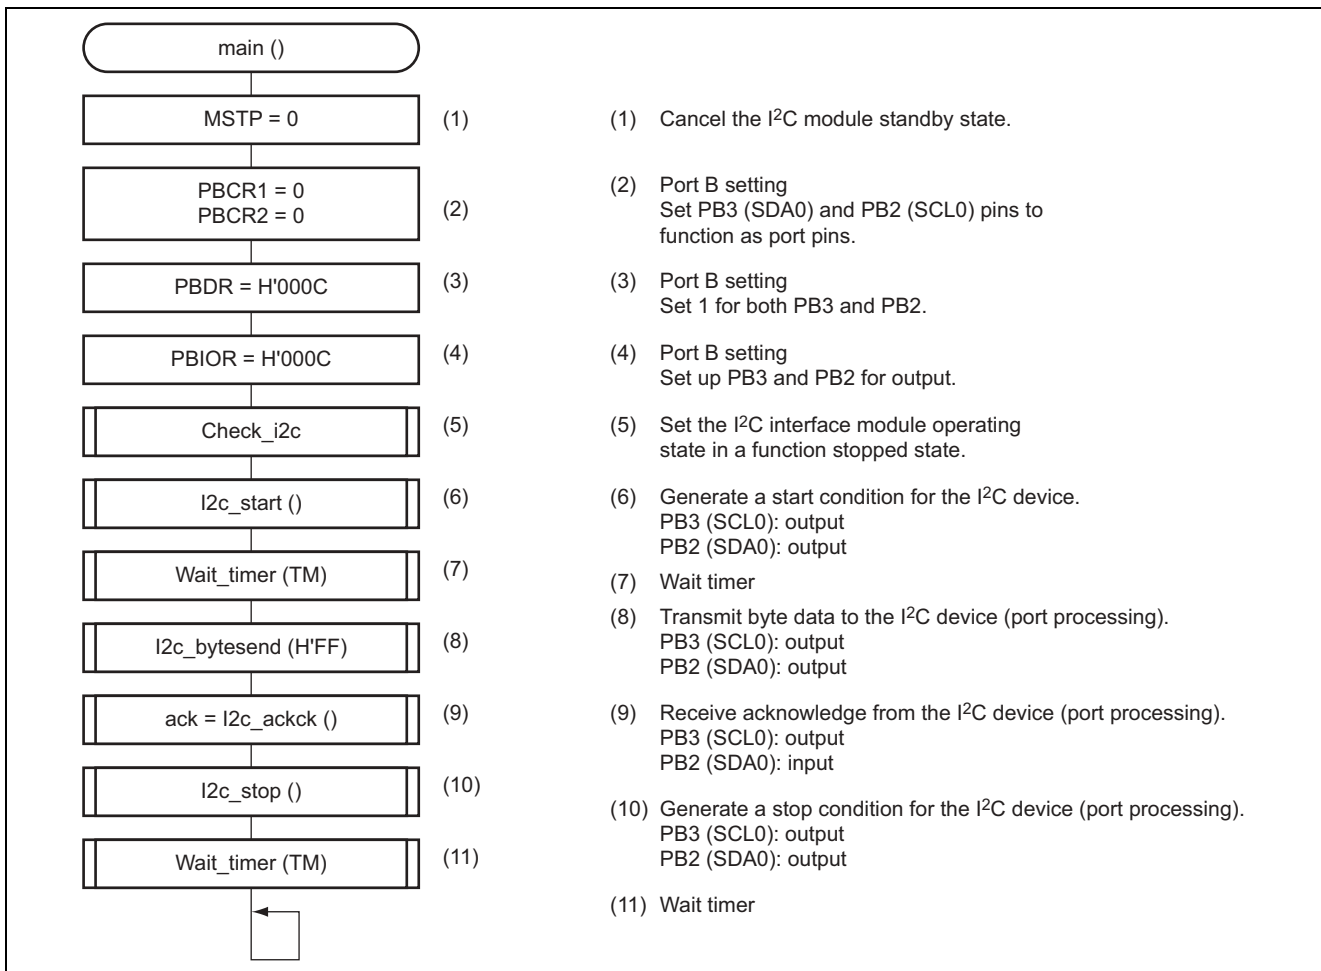 main ()
MSTP = 0
(1)
(1) Cancel the I2C module standby state.
PBCR1 = 0
PBCR2 = 0
(2)
(2) Port B setting
Set PB3 (SDA0) and PB2 (SCL0) pins to
function as port pins.
PBDR = H'000C
(3)
(3) Port B setting
Set 1 for both PB3 and PB2.
PBIOR = H'000C
(4)
(4) Port B setting
Set up PB3 and PB2 for output.
Check_i2c
(5)
(5) Set the I2C interface module operating
state in a function stopped state.
I2c_start ()
(6)
(6) Generate a start condition for the I2C device.
PB3 (SCL0): output
PB2 (SDA0): output
Wait_timer (TM)
(7)
(7) Wait timer
I2c_bytesend (H'FF)
(8)
(8) Transmit byte data to the I2C device (port processing).
PB3 (SCL0): output
PB2 (SDA0): output
ack = I2c_ackck ()
(9)
(9) Receive acknowledge from the I2C device (port processing).
PB3 (SCL0): output
PB2 (SDA0): input
I2c_stop ()
(10)
(10) Generate a stop condition for the I2C device (port processing).
PB3 (SCL0): output
PB2 (SDA0): output
Wait_timer (TM)
(11)
(11) Wait timer